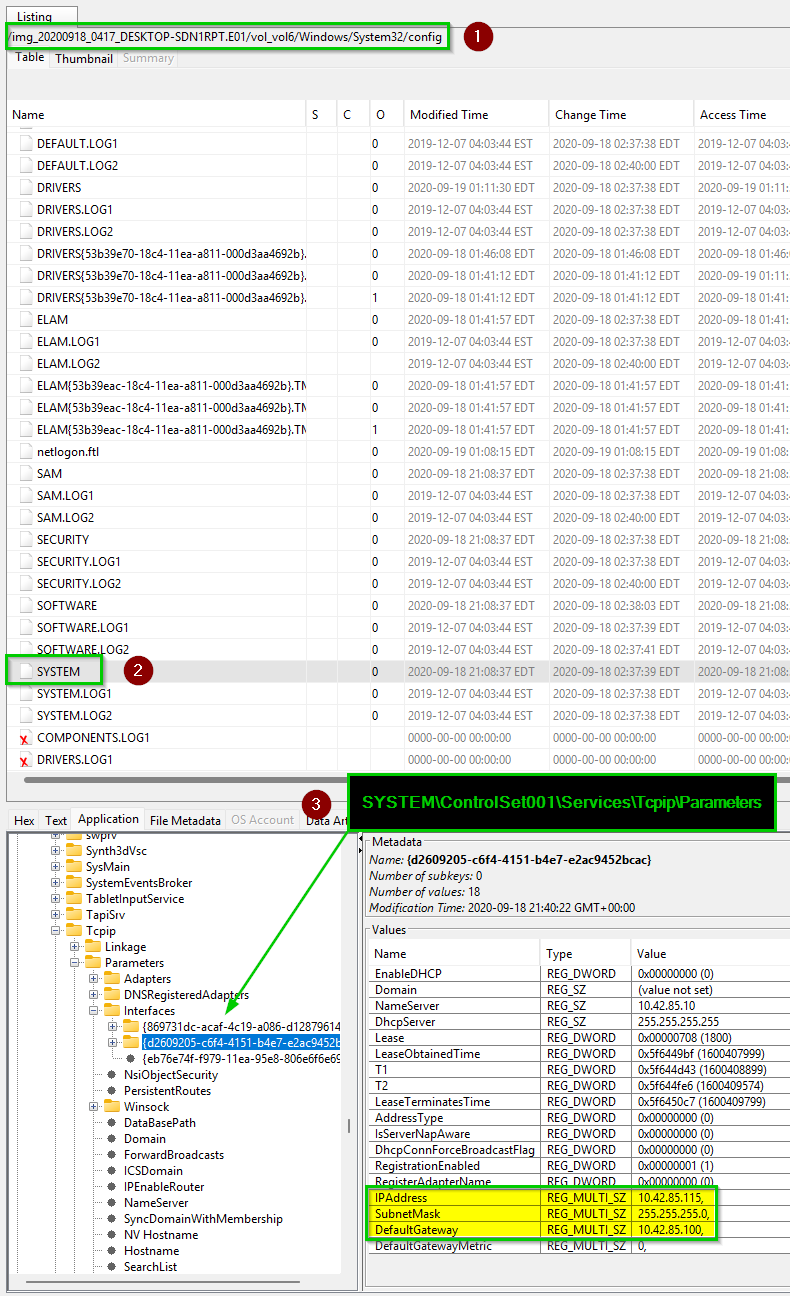 Listing
/img_20200918_0417_DESKTOP-SDN1RPT.E01/vol_vol6/Windows/System32/config
1
Table Thumbnail Summary
Name S C O Modified Time Change Time Access Time
DEFAULT.LOG1 0 2019-12-07 04:03:44 EST 2020-09-18 02:37:38 EDT 2019-12-07 04:03:4
DEFAULT.LOG2 0 2019-12-07 04:03:44 EST 2020-09-18 02:40:00 EDT 2019-12-07 04:03:4
DRIVERS 0 2020-09-19 01:11:30 EDT 2020-09-18 02:37:38 EDT 2020-09-19 01:11:
DRIVERS.LOG1 0 2019-12-07 04:03:44 EST 2020-09-18 02:37:38 EDT 2019-12-07 04:03:4
DRIVERS.LOG2 0 2019-12-07 04:03:44 EST 2020-09-18 02:37:38 EDT 2019-12-07 04:03:4
DRIVERS{53b39e70-18c4-11ea-a811-000d3aa4692b}. 0 2020-09-18 01:46:08 EDT 2020-09-18 01:46:08 EDT 2020-09-18 01:46:
DRIVERS{53b39e70-18c4-11ea-a811-000d3aa4692b}. 0 2020-09-18 01:41:12 EDT 2020-09-18 01:41:12 EDT 2020-09-19 01:11:
DRIVERS{53b39e70-18c4-11ea-a811-000d3aa4692b}. 1 2020-09-18 01:41:12 EDT 2020-09-18 01:41:12 EDT 2020-09-18 01:41:
ELAM 0 2020-09-18 01:41:57 EDT 2020-09-18 02:37:38 EDT 2020-09-18 01:41:
ELAM.LOG1 0 2019-12-07 04:03:44 EST 2020-09-18 02:37:38 EDT 2019-12-07 04:03:4
ELAM.LOG2 2019-12-07 04:03:44 EST 2020-09-18 02:40:00 EDT 2019-12-07 04:03:4
ELAM{53b39eac-18c4-11ea-a811-000d3aa4692b}.TM 0 2020-09-18 01:41:57 EDT 2020-09-18 01:41:57 EDT 2020-09-18 01:41:
ELAM{53b39eac-18c4-11ea-a811-000d3aa4692b}.TM 0 2020-09-18 01:41:57 EDT 2020-09-18 01:41:57 EDT 2020-09-18 01:41:
ELAM{53b39eac-18c4-11ea-a811-000d3aa4692b}.TM 1 2020-09-18 01:41:57 EDT 2020-09-18 01:41:57 EDT 2020-09-18 01:41:
netlogon.ftl 0 2020-09-19 01:08:15 EDT 2020-09-19 01:08:15 EDT 2020-09-19 01:08:
SAM 0 2020-09-18 21:08:37 EDT 2020-09-18 02:37:38 EDT 2020-09-18 21:08:
SAM.LOG1 0 2019-12-07 04:03:44 EST 2020-09-18 02:37:38 EDT 2019-12-07 04:03:4
SAM.LOG2 0 2019-12-07 04:03:44 EST 2020-09-18 02:40:00 EDT 2019-12-07 04:03:4
SECURITY 0 2020-09-18 21:08:37 EDT 2020-09-18 02:37:38 EDT 2020-09-18 21:08:
SECURITY.LOG1 0 2019-12-07 04:03:44 EST 2020-09-18 02:37:38 EDT 2019-12-07 04:03:4
SECURITY.LOG2 0 2019-12-07 04:03:44 EST 2020-09-18 02:40:00 EDT 2019-12-07 04:03:4
SOFTWARE 0 2020-09-18 21:08:37 EDT 2020-09-18 02:38:03 EDT 2020-09-18 21:08:
SOFTWARE.LOG1 0 2019-12-07 04:03:44 EST 2020-09-18 02:37:39 EDT 2019-12-07 04:03:4
SOFTWARE.LOG2 0 2019-12-07 04:03:44 EST 2020-09-18 02:37:41 EDT 2019-12-07 04:03:4
SYSTEM 2 0 2020-09-18 21:08:37 EDT 2020-09-18 02:37:39 EDT 2020-09-18 21:08:
SYSTEM.LOG1 0 2019-12-07 04:03:44 EST 2020-09-18 02:37:38 EDT 2019-12-07 04:03:4
SYSTEM.LOG2 0 2019-12-07 04:03:44 EST 2020-09-18 02:37:38 EDT 2019-12-07 04:03:4
COMPONENTS.LOG1 0000-00-00 00:00:00 0000-00-00 00:00:00 0000-00-00 00:00:
DRIVERS.LOG1 0000-00-00 00:00:00 0000-00-00 00:00:00 0000-00-00 00:00:
3 SYSTEM\ControlSet001\Services\Tcpip\Parameters
Hex Text Application File Metadata OS Account Data Art
swprv
Synth3dVsc
SysMain
SystemEventsBroker
TabletInputService
TapiSrv
Tcpip
Linkage
Parameters
Adapters
DNSRegisteredAdapters
Interfaces
{869731dc-acaf-4c19-a086-d12879614
{d2609205-c6f4-4151-b4e7-e2ac9452b
{eb76e74f-f979-11ea-95e8-806e6f6e69
NsiObjectSecurity
PersistentRoutes
Winsock
DataBasePath
Domain
ForwardBroadcasts
ICSDomain
IPEnableRouter
NameServer
SyncDomainWithMembership
NV Hostname
Hostname
SearchList
Metadata
Name: {d2609205-c6f4-4151-b4e7-e2ac9452bcac}
Number of subkeys: 0
Number of values: 18
Modification Time: 2020-09-18 21:40:22 GMT+00:00
Values
Name Type Value
EnableDHCP REG_DWORD 0x00000000 (0)
Domain REG_SZ (value not set)
NameServer REG_SZ 10.42.85.10
DhcpServer REG_SZ 255.255.255.255
Lease REG_DWORD 0x00000708 (1800)
LeaseObtainedTime REG_DWORD 0x5f6449bf (1600407999)
T1 REG_DWORD 0x5f644d43 (1600408899)
T2 REG_DWORD 0x5f644fe6 (1600409574)
LeaseTerminatesTime REG_DWORD 0x5f6450c7 (1600409799)
AddressType REG_DWORD 0x00000000 (0)
IsServerNapAware REG_DWORD 0x00000000 (0)
DhcpConnForceBroadcastFlag REG_DWORD 0x00000000 (0)
RegistrationEnabled REG_DWORD 0x00000001 (1)
RegisterAdapterName REG_DWORD 0x00000000 (0)
IPAddress REG_MULTI_SZ 10.42.85.115,
SubnetMask REG_MULTI_SZ 255.255.255.0,
DefaultGateway REG_MULTI_SZ 10.42.85.100,
DefaultGatewayMetric REG_MULTI_SZ 0,